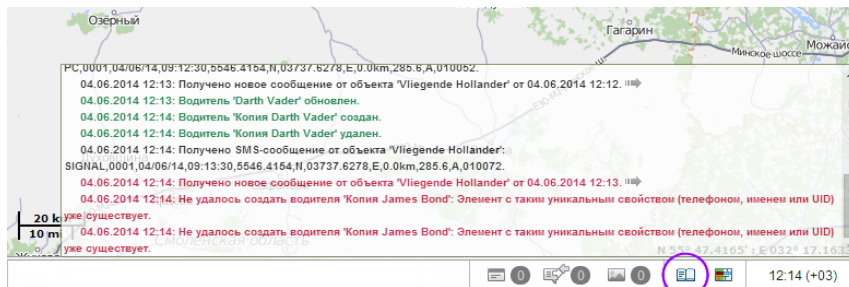 Озерный
Гагарин
Минское шоссе
Можай
PC,0001,04/06/14,09:12:30,5546.4154,N,03737.6278,E,0.0km,285.6,A,010052.
04.06.2014 12:13: Получено новое сообщение от объекта 'Vliegende Hollander' от 04.06.2014 12:12.
04.06.2014 12:13: Водитель 'Darth Vader' обновлен.
04.06.2014 12:14: Водитель 'Копия Darth Vader' создан.
04.06.2014 12:14: Водитель 'Копия Darth Vader' удален.
04.06.2014 12:14: Получено SMS-сообщение от объекта 'Vliegende Hollander':
SIGNAL,0001,04/06/14,09:13:30,5546.4154,N,03737.6278,E,0.0km,285.6,A,010072.
04.06.2014 12:14: Получено новое сообщение от объекта 'Vliegende Hollander' от 04.06.2014 12:13.
04.06.2014 12:14: Не удалось создать водителя 'Копия James Bond': Элемент с таким уникальным свойством (телефоном, именем или UID)
уже существует.
04.06.2014 12:14: Не удалось создать водителя 'Копия James Bond': Элемент с таким уникальным свойством (телефоном, именем или UID)
уже существует.
20 k
10 mi
Смоленская область
N 55° 47.4165' : E 032° 17.163
0 0 0 12:14 (+03)